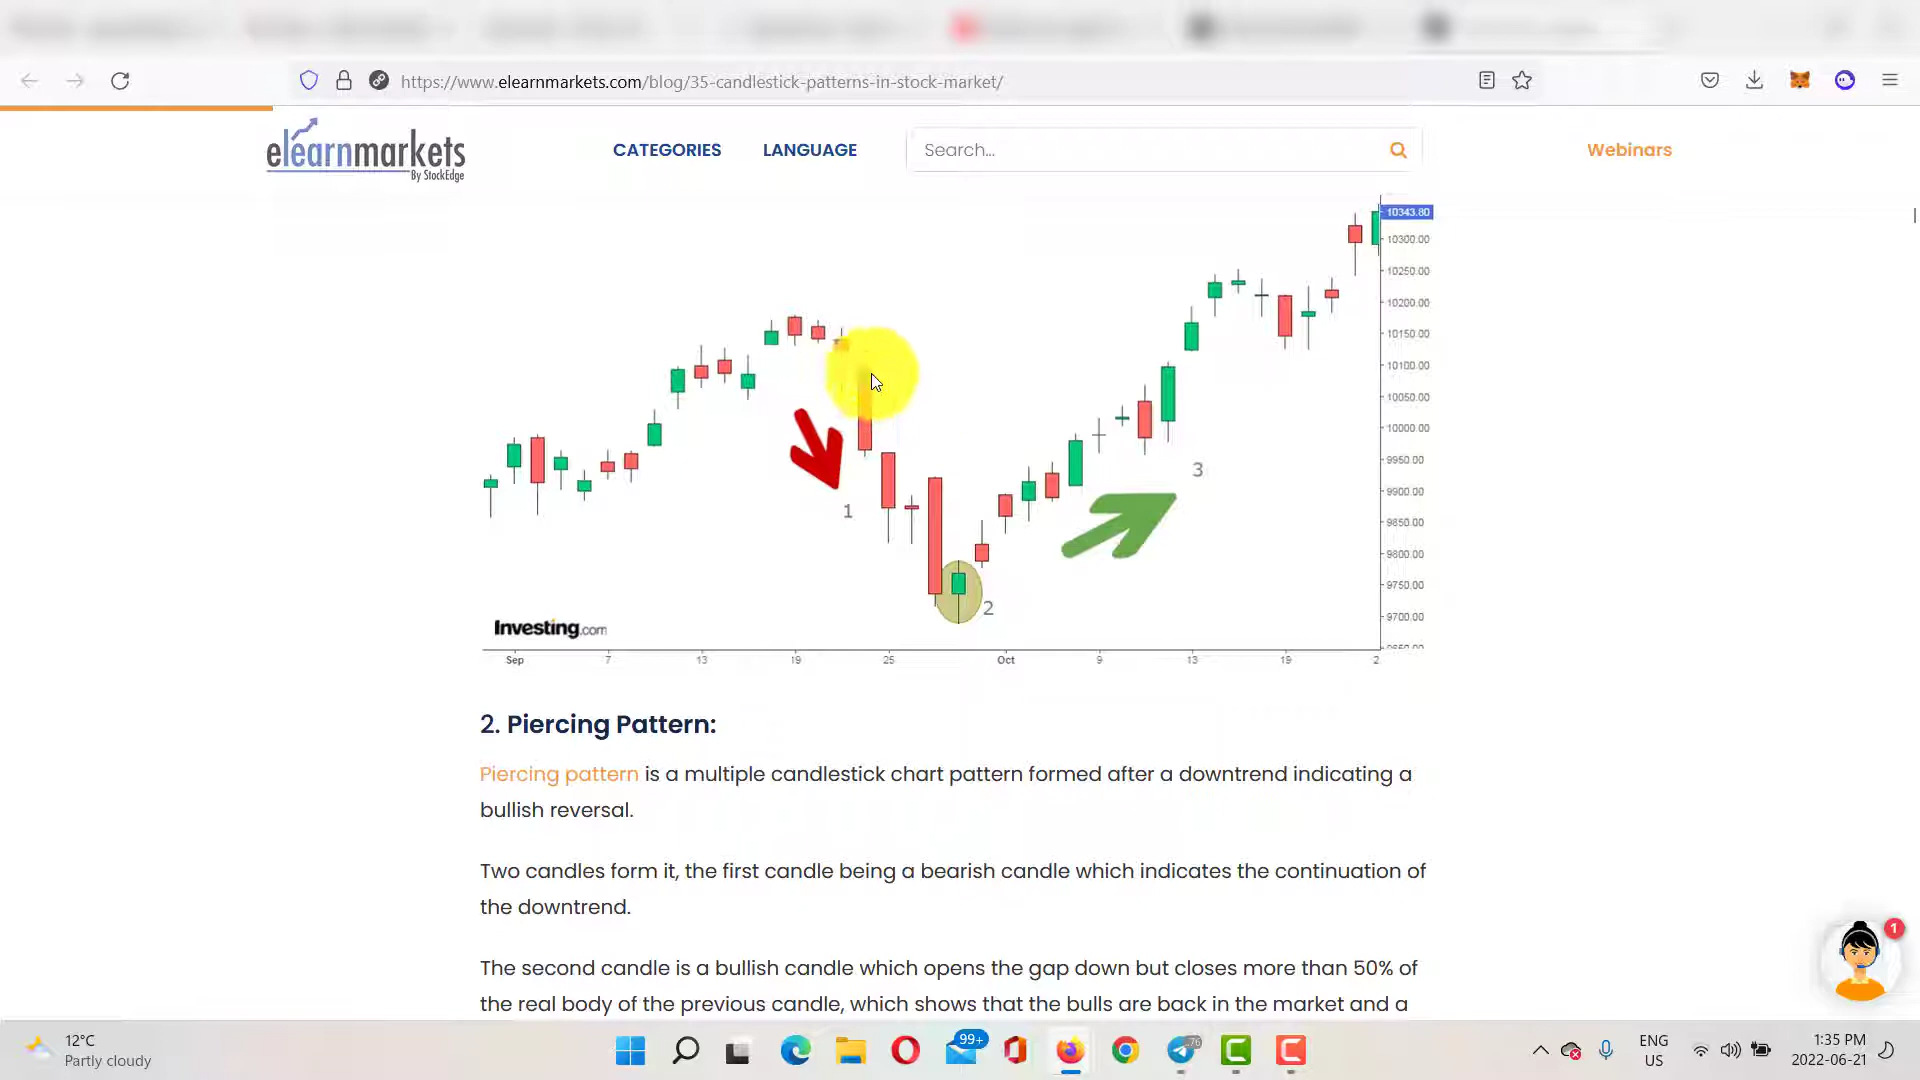 https://www.elearnmarkets.com/blog/35-candlestick-patterns-in-stock-market/
elearnmarkets
By StockEdge
CATEGORIES
LANGUAGE
Search...
Webinars
10343.80
10300.00
10250.00
10200.00
10150.00
10100.00
10050.00
10000.00
9950.00
9900.00
9850.00
9800.00
9750.00
9700.00
9650.00
1
2
3
Investing.com
Sep 7 13 19 25 Oct 9 13 19 2
2. Piercing Pattern:
Piercing pattern is a multiple candlestick chart pattern formed after a downtrend indicating a
bullish reversal.
Two candles form it, the first candle being a bearish candle which indicates the continuation of
the downtrend.
The second candle is a bullish candle which opens the gap down but closes more than 50% of
the real body of the previous candle, which shows that the bulls are back in the market and a
1
12°C
Partly cloudy
99+
76
ENG
US
1:35 PM
2022-06-21